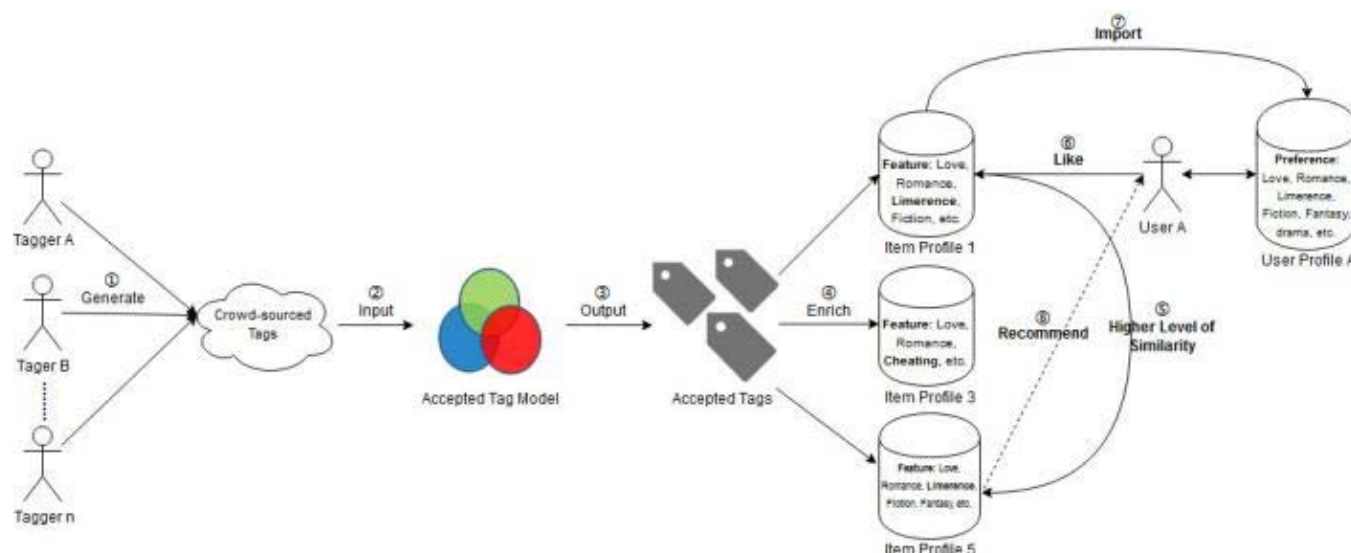 ⑦
Import
Feature: Love,
Romance,
Limerence,
Fiction, etc.
Item Profile 1
⑥
Like
User A
Preference:
Love, Romance,
Limerence,
Fiction, Fantasy,
drama, etc.
User Profile A
Tagger A
①
Generate
Tager B
Tagger n
Crowd-sourced
Tags
②
Input
Accepted Tag Model
③
Output
Accepted Tags
④
Enrich
Feature: Love,
Romance,
Cheating, etc.
Item Profile 3
⑧
Recommend
⑤
Higher Level of
Similarity
Feature: Love,
Romance, Limerence,
Fiction, Fantasy, etc.
Item Profile 5